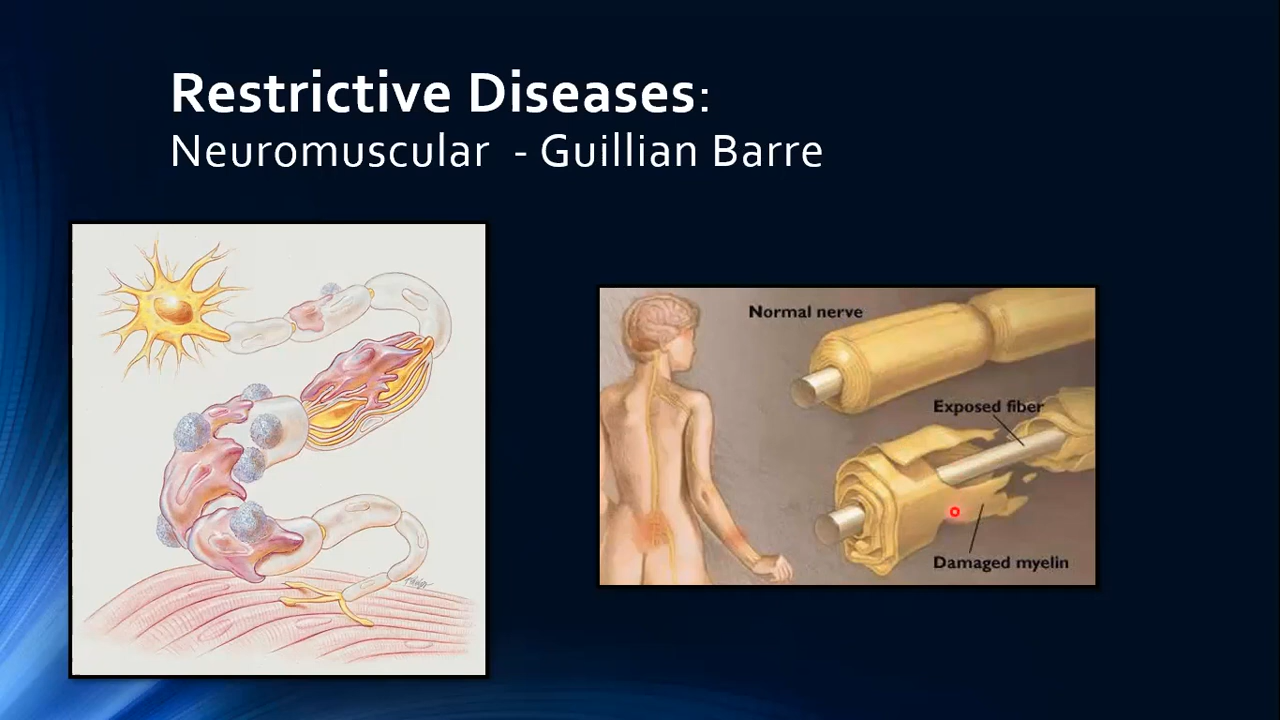 Restrictive Diseases:
Neuromuscular - Guillian Barre
Normal nerve
Exposed fiber
Damaged myelin